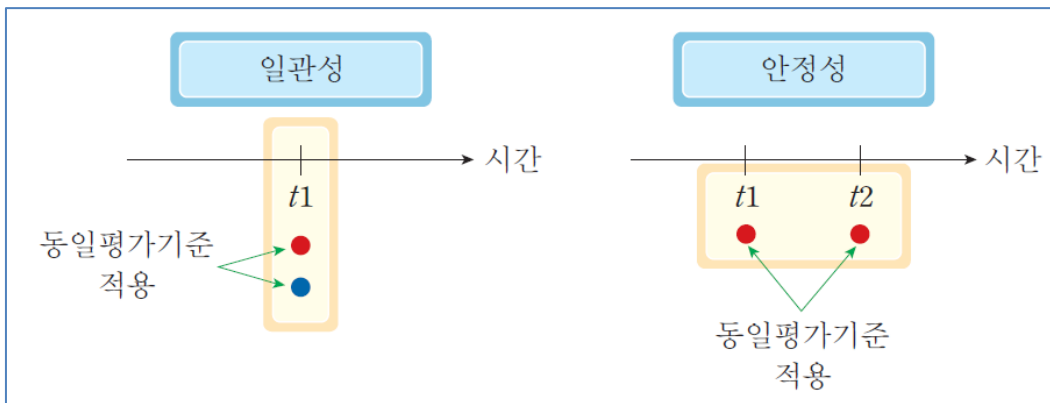 일관성
시간
t1
동일평가기준
적용
안정성
시간
t1 t2
동일평가기준
적용